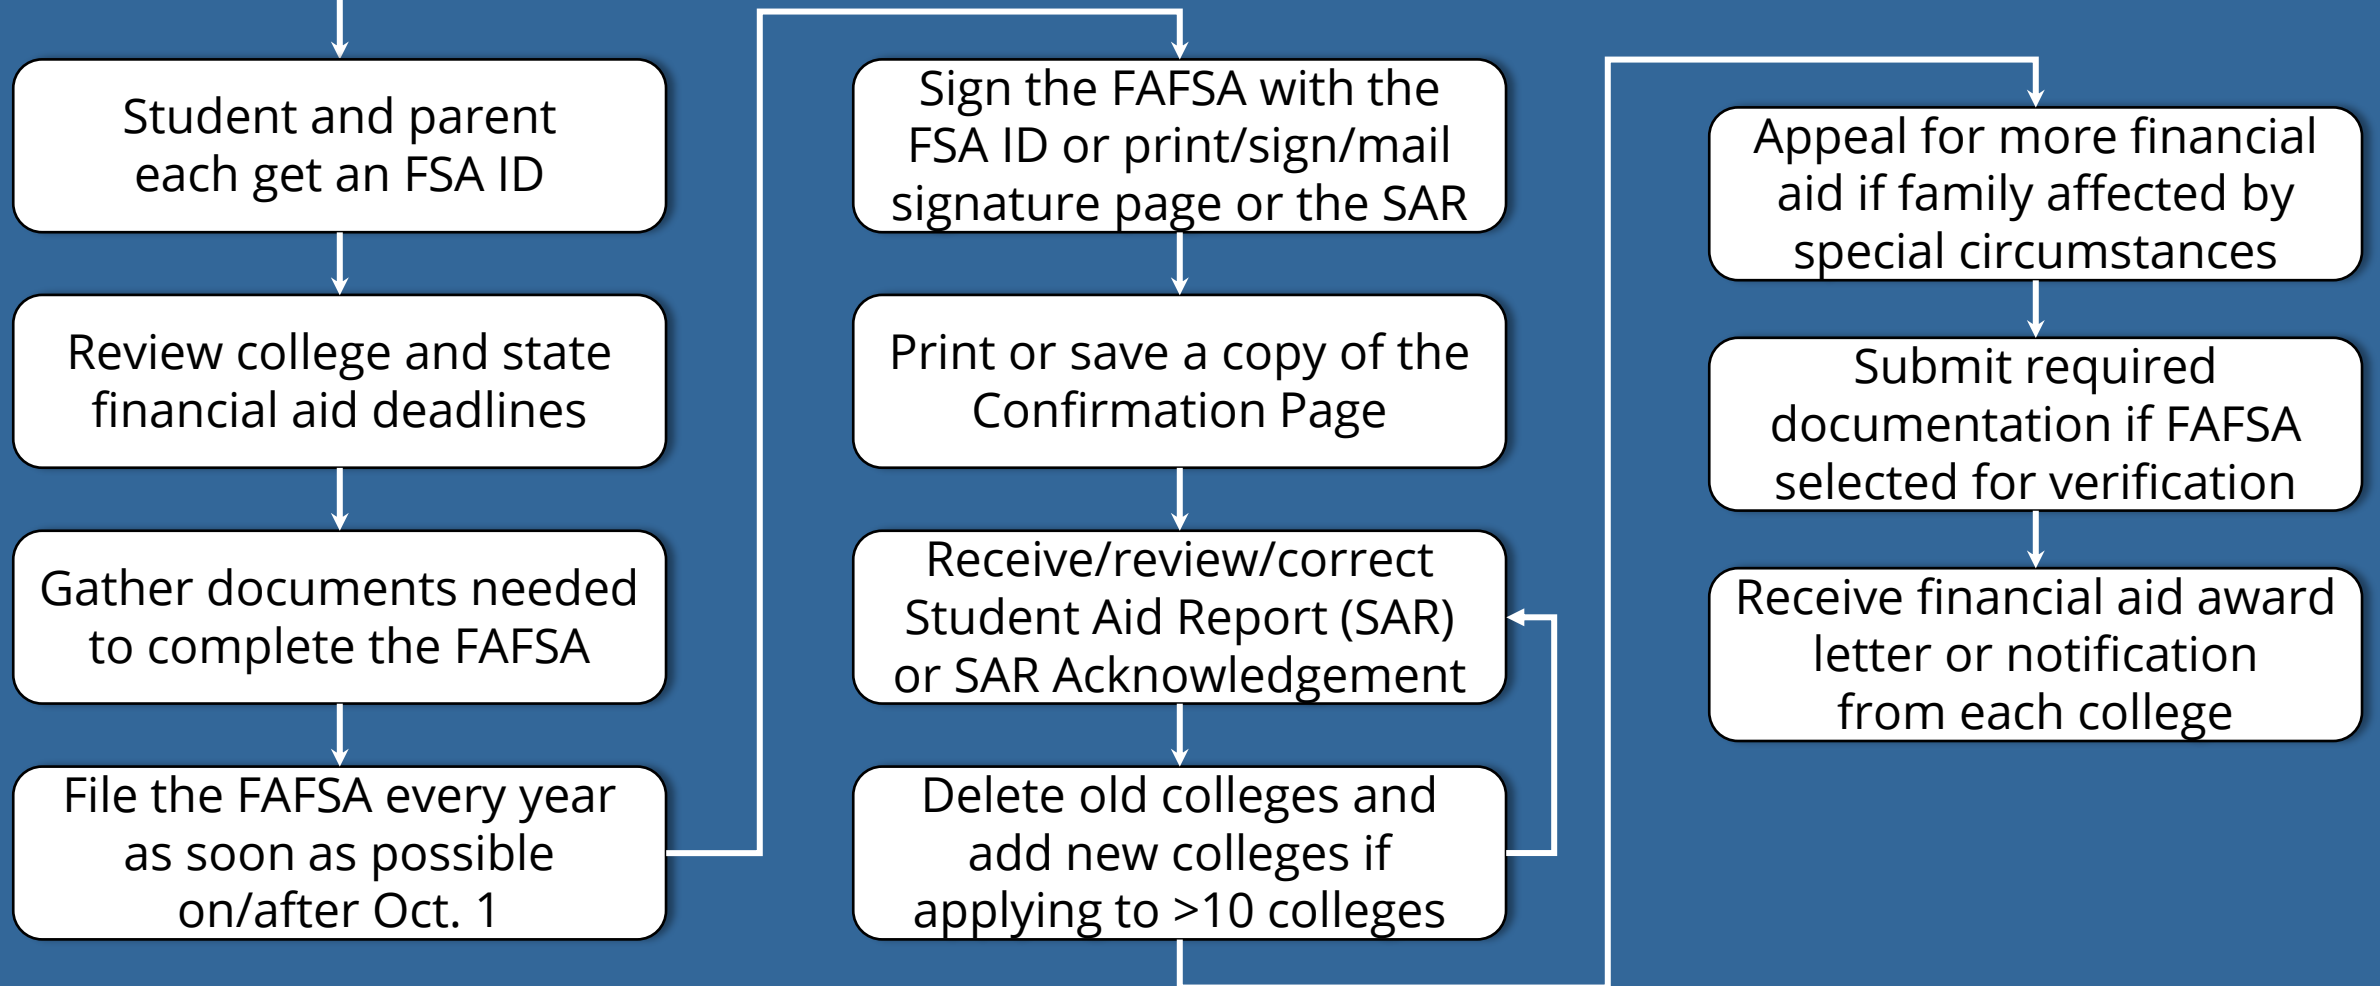 Student and parent
each get an FSA ID
Review college and state
financial aid deadlines
Gather documents needed
to complete the FAFSA
File the FAFSA every year
as soon as possible
on/after Oct. 1
Sign the FAFSA with the
FSA ID or print/sign/mail
signature page or the SAR
Print or save a copy of the
Confirmation Page
Receive/review/correct
Student Aid Report (SAR)
or SAR Acknowledgement
Delete old colleges and
add new colleges if
applying to >10 colleges
Appeal for more financial
aid if family affected by
special circumstances
Submit required
documentation if FAFSA
selected for verification
Receive financial aid award
letter or notification
from each college